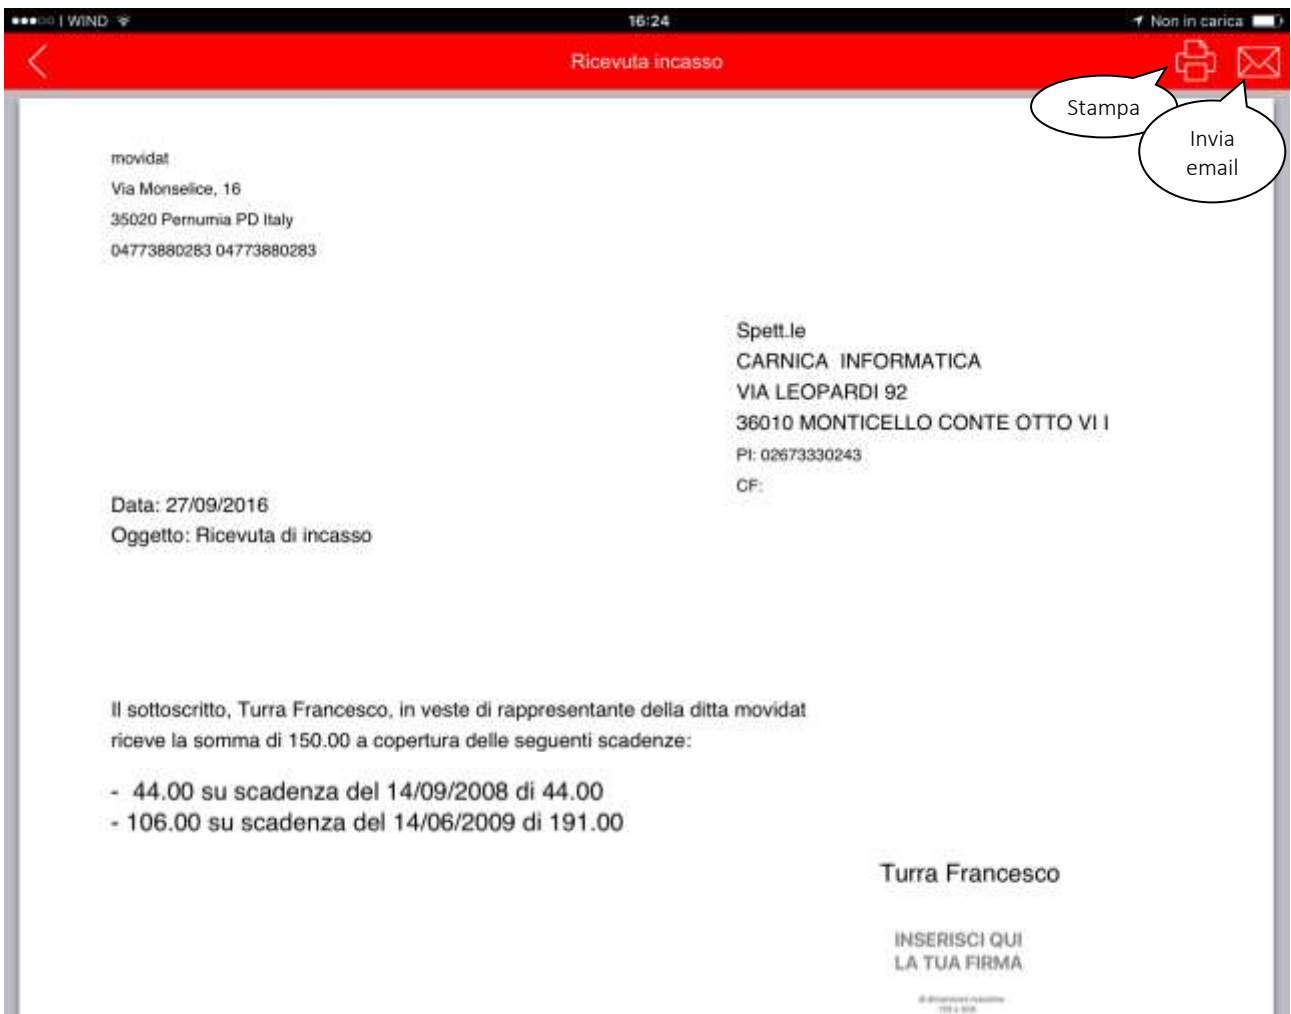 WIND
16:24
Non in carica
Ricevuta incasso
Stampa
Invia
email
movidat
Via Monselice, 16
35020 Pernumia PD Italy
04773880283 04773880283
Spett.le
CARNICA INFORMATICA
VIA LEOPARDI 92
36010 MONTICELLO CONTE OTTO VI I
PI: 02673330243
CF:
Data: 27/09/2016
Oggetto: Ricevuta di incasso
Il sottoscritto, Turra Francesco, in veste di rappresentante della ditta movidat
riceve la somma di 150.00 a copertura delle seguenti scadenze:
- 44.00 su scadenza del 14/09/2008 di 44.00
- 106.00 su scadenza del 14/06/2009 di 191.00
Turra Francesco
INSERISCI QUI
LA TUA FIRMA
di dimensioni massime